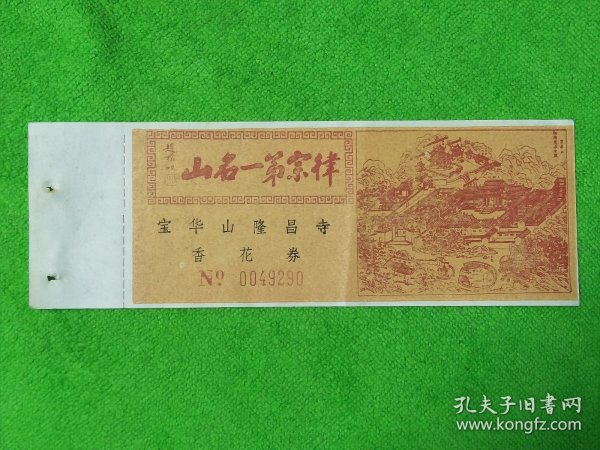 律宗第一名山
宝华山隆昌寺
香花券
№ 0049290
孔夫子旧书网
www.kongfz.com